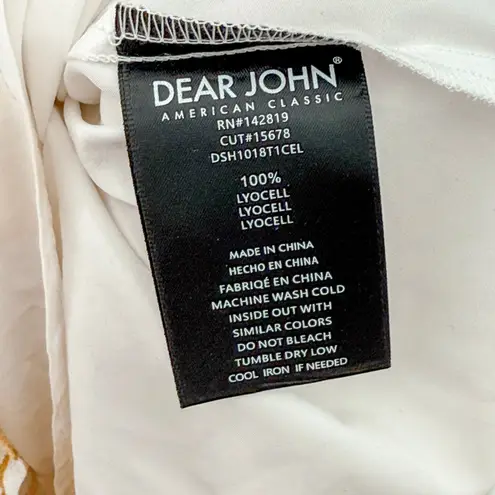 DEAR JOHN®
AMERICAN CLASSIC
RN#142819
CUT#15678
DSH1018T1CEL
100%
LYOCELL
LYOCELL
LYOCELL
MADE IN CHINA
HECHO EN CHINA
FABRIQÉ EN CHINA
MACHINE WASH COLD
INSIDE OUT WITH
SIMILAR COLORS
DO NOT BLEACH
TUMBLE DRY LOW
COOL IRON IF NEEDED